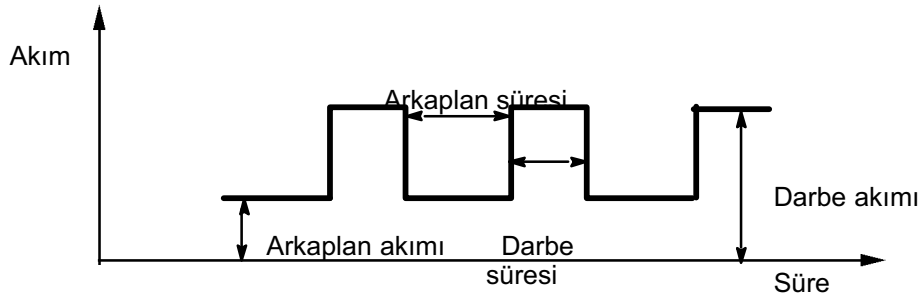 Akım
Arkaplan süresi
Darbe akımı
Arkaplan akımı
Darbe
süresi
Süre